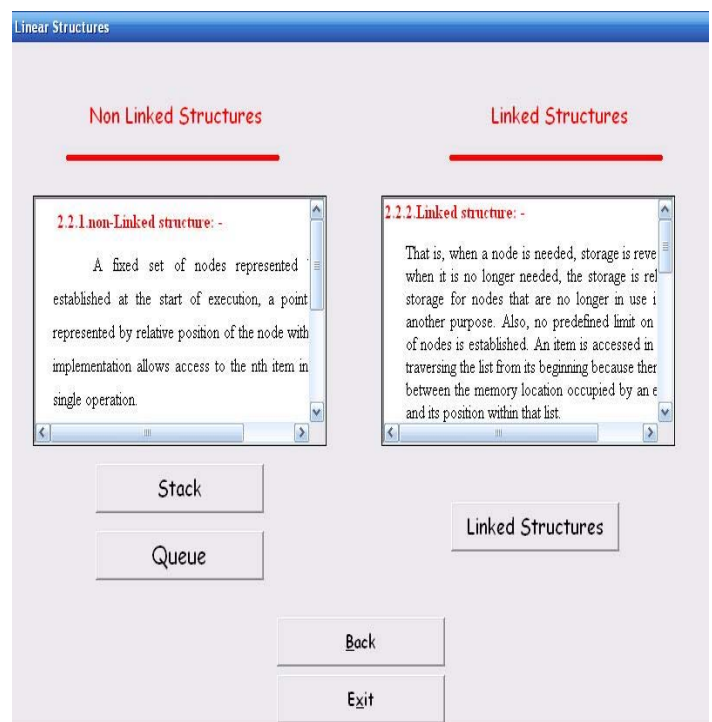 Linear Structures
Non Linked Structures
2.2.1.non-Linked structure: -
A fixed set of nodes represented
established at the start of execution, a point
represented by relative position of the node with
implementation allows access to the nth item in
single operation.
Stack
Queue
Linked Structures
2.2.2.Linked structure: -
That is, when a node is needed, storage is reve
when it is no longer needed, the storage is rel
storage for nodes that are no longer in use i
another purpose. Also, no predefined limit on
of nodes is established. An item is accessed in
traversing the list from its beginning because ther
between the memory location occupied by an e
and its position within that list.
Linked Structures
Back
Exit